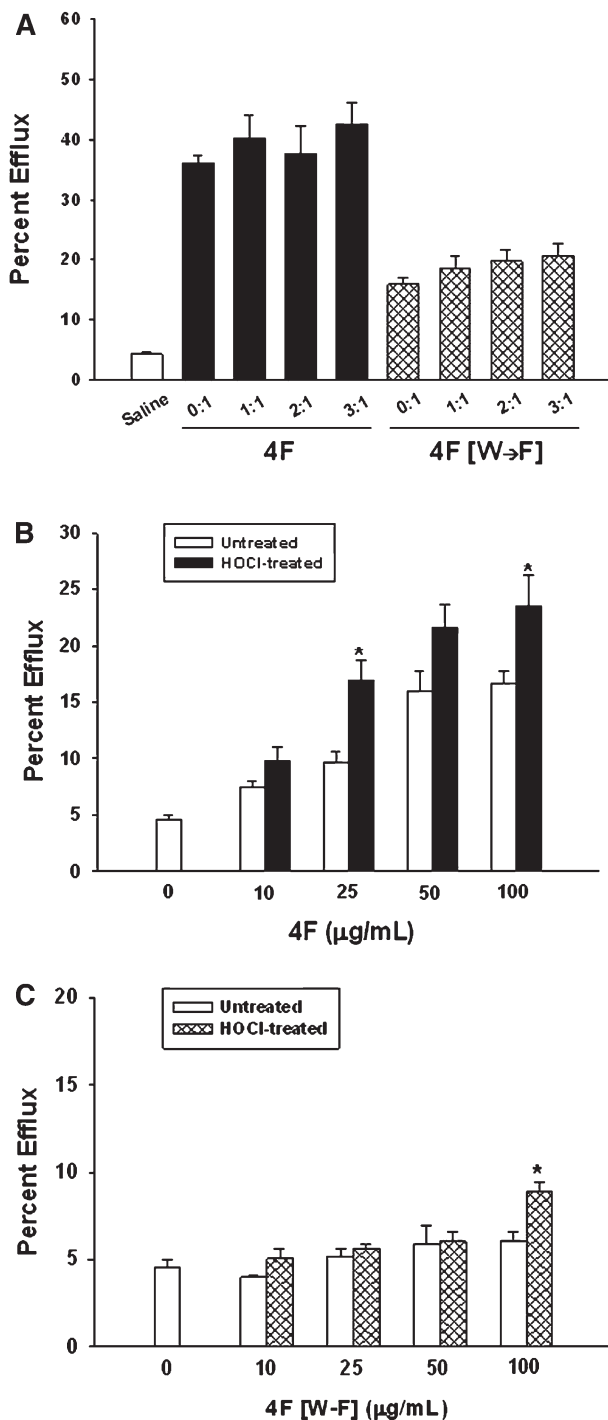 A
Percent Efflux
60
50
40
30
20
10
0
Saline
0:1
1:1
2:1
3:1
0:1
1:1
2:1
3:1
4F
4F [W→F]
B
Percent Efflux
30
25
20
15
10
5
0
Untreated
HOCl-treated
*
*
0
10
25
50
100
4F (µg/mL)
C
Percent Efflux
20
15
10
5
0
Untreated
HOCl-treated
*
0
10
25
50
100
4F [W-F] (µg/mL)